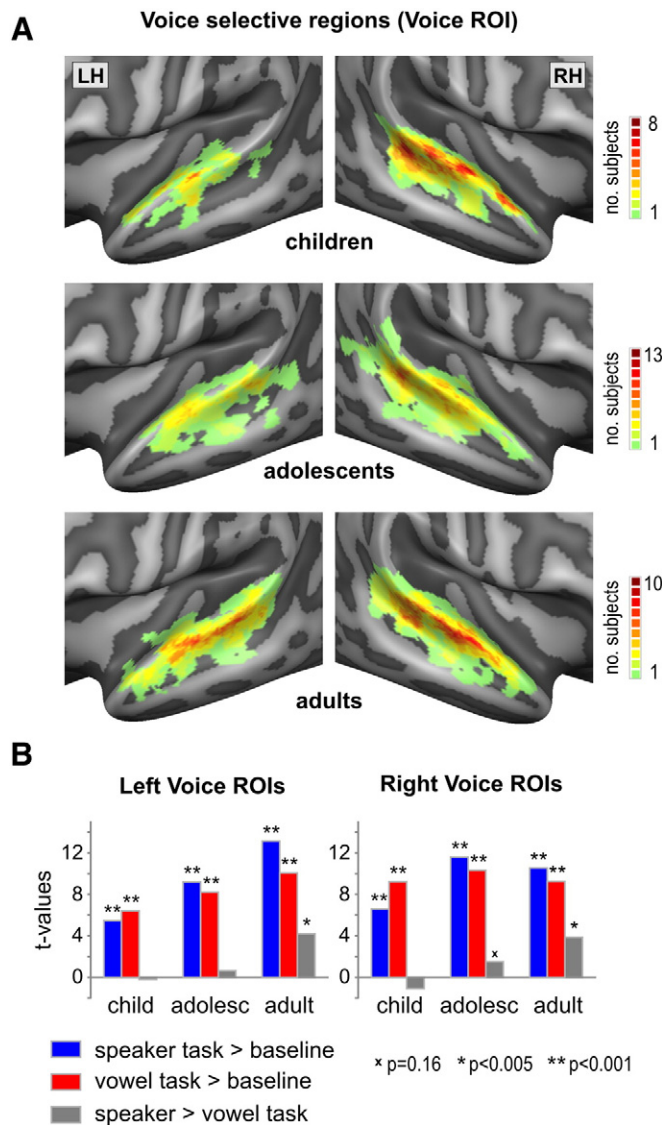 Voice selective regions (Voice ROI)
A
LH
RH
8
no. subjects
1
children
13
no. subjects
1
adolescents
10
no. subjects
1
adults
B
Left Voice ROIs
Right Voice ROIs
t-values
12
8
4
0
** ** ** ** ** ** *
child adolesc adult
12
8
4
0
** ** ** ** x ** ** *
child adolesc adult
speaker task > baseline
vowel task > baseline
speaker > vowel task
x p=0.16 * p<0.005 ** p<0.001